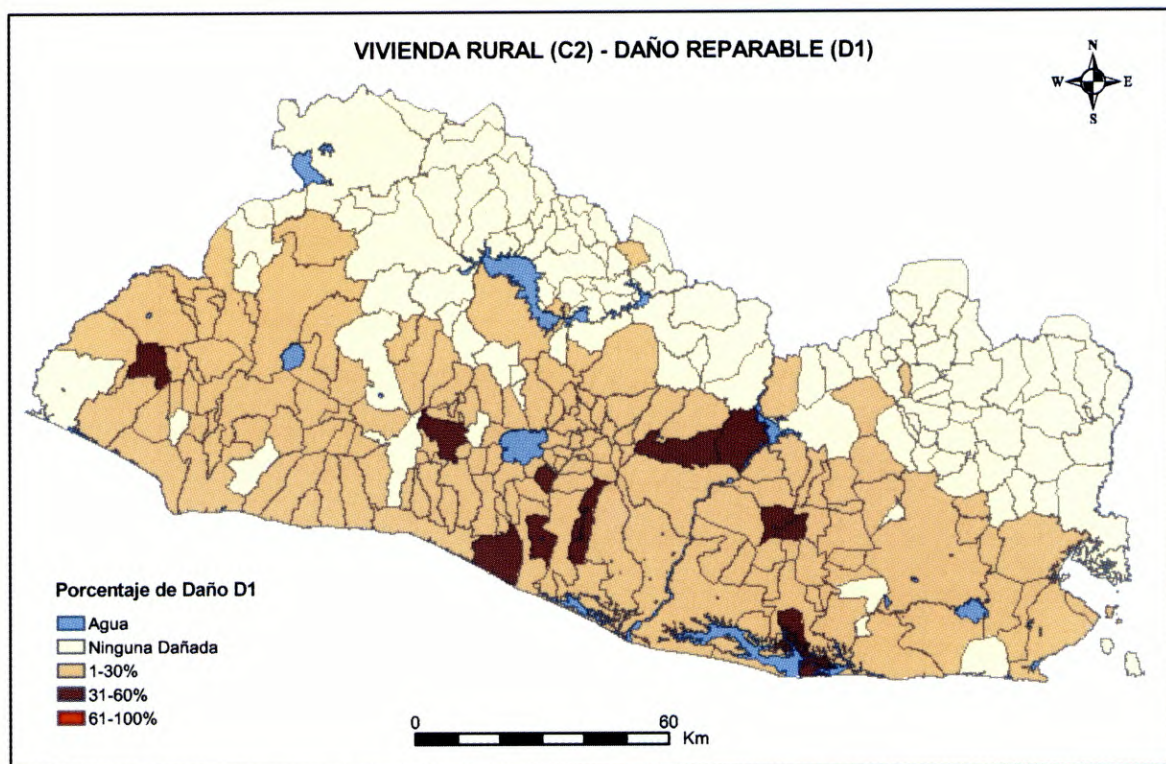 VIVIENDA RURAL (C2) - DAÑO REPARABLE (D1)
N
W E
S
Porcentaje de Daño D1
Agua
Ninguna Dañada
1-30%
31-60%
61-100%
0 60
Km